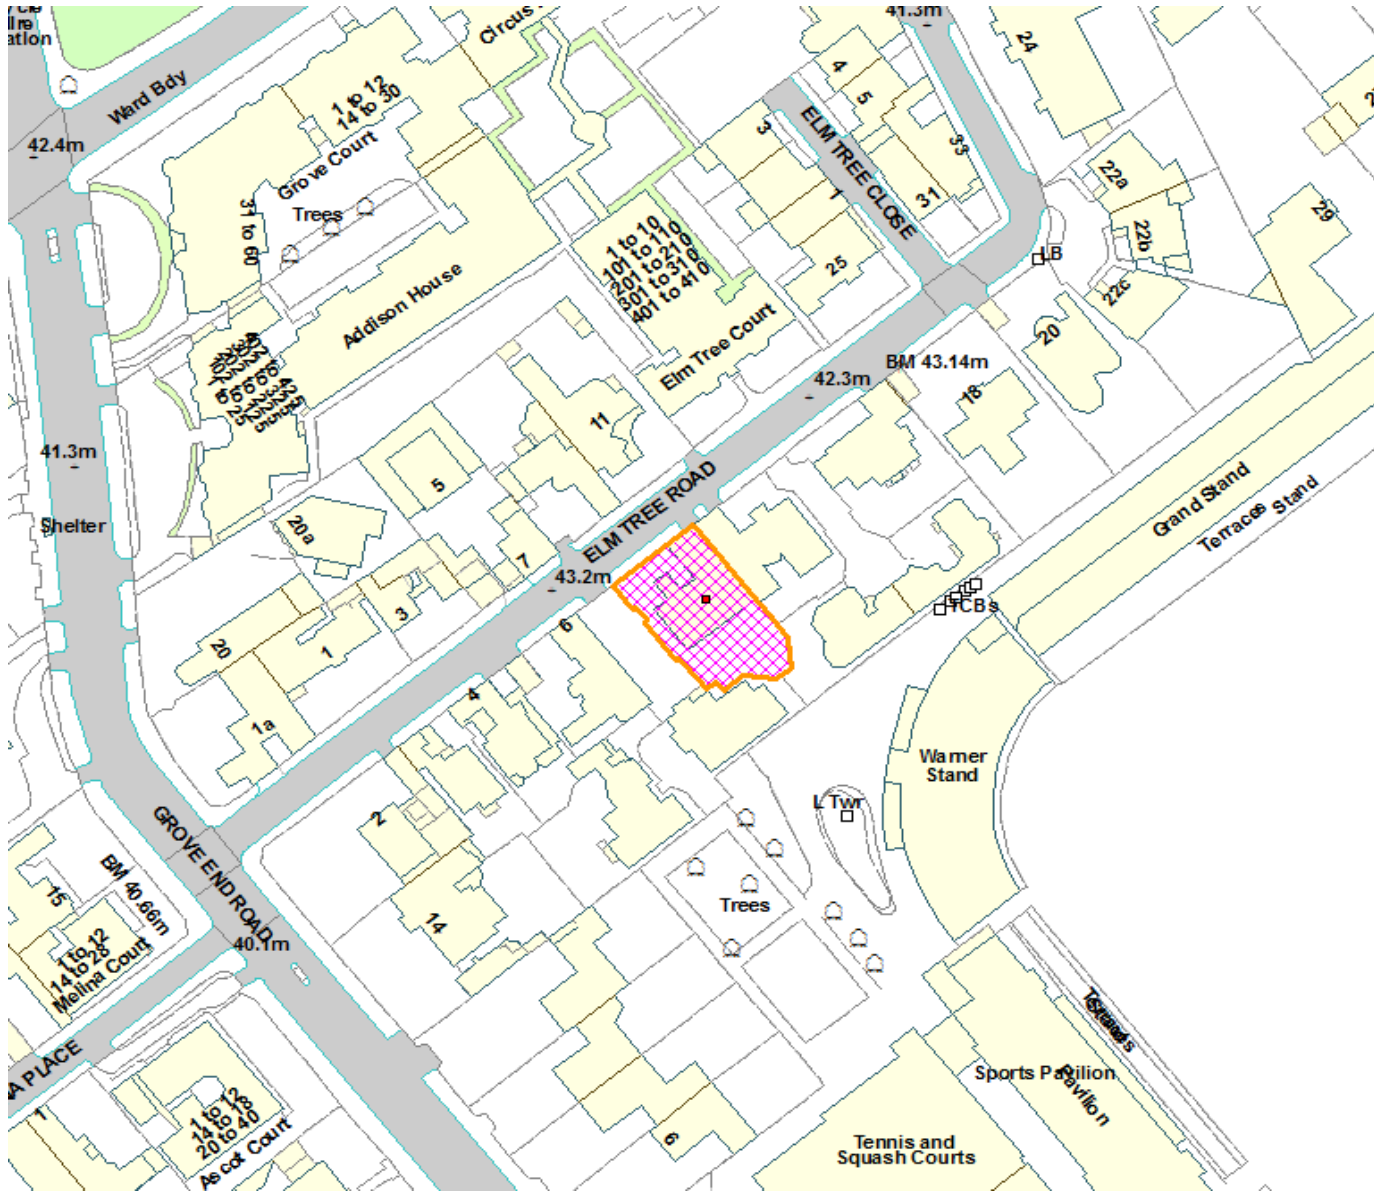 ation
Ward Bdy
42.4m
Circus
1 to 12
14 to 30
Grove Court
Trees
31 to 60
Addison House
41.3m
24
4
5
3
ELM TREE CLOSE
1
33
31
22a
22b
22c
29
LB
20
25
1 to 10
101 to 110
201 to 210
301 to 310
401 to 410
Elm Tree Court
BM 43.14m
42.3m
18
11
5
41.3m
Shelter
20a
7
ELM TREE ROAD
43.2m
3
1
20
1a
6
4
2
14
Grand Stand
Terraces Stand
TCBs
Warner
Stand
L Twr
Trees
GROVE END ROAD
BM 40.66m
15
1 to 12
14 to 28
Melina Court
40.1m
NA PLACE
1
1 to 12
14 to 18
20 to 40
Ascot Court
6
Sports Pavilion
Pavilion
Tennis and
Squash Courts